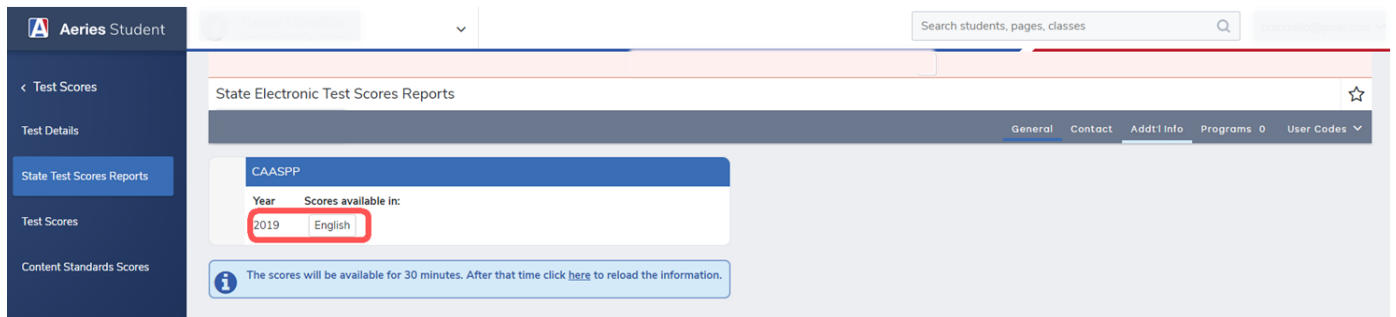 Aeries Student
Search students, pages, classes
< Test Scores
State Electronic Test Scores Reports
Test Details
General Contact Addt'l Info Programs 0 User Codes
State Test Scores Reports
CAASPP
Year Scores available in:
2019 English
Test Scores
Content Standards Scores
The scores will be available for 30 minutes. After that time click here to reload the information.